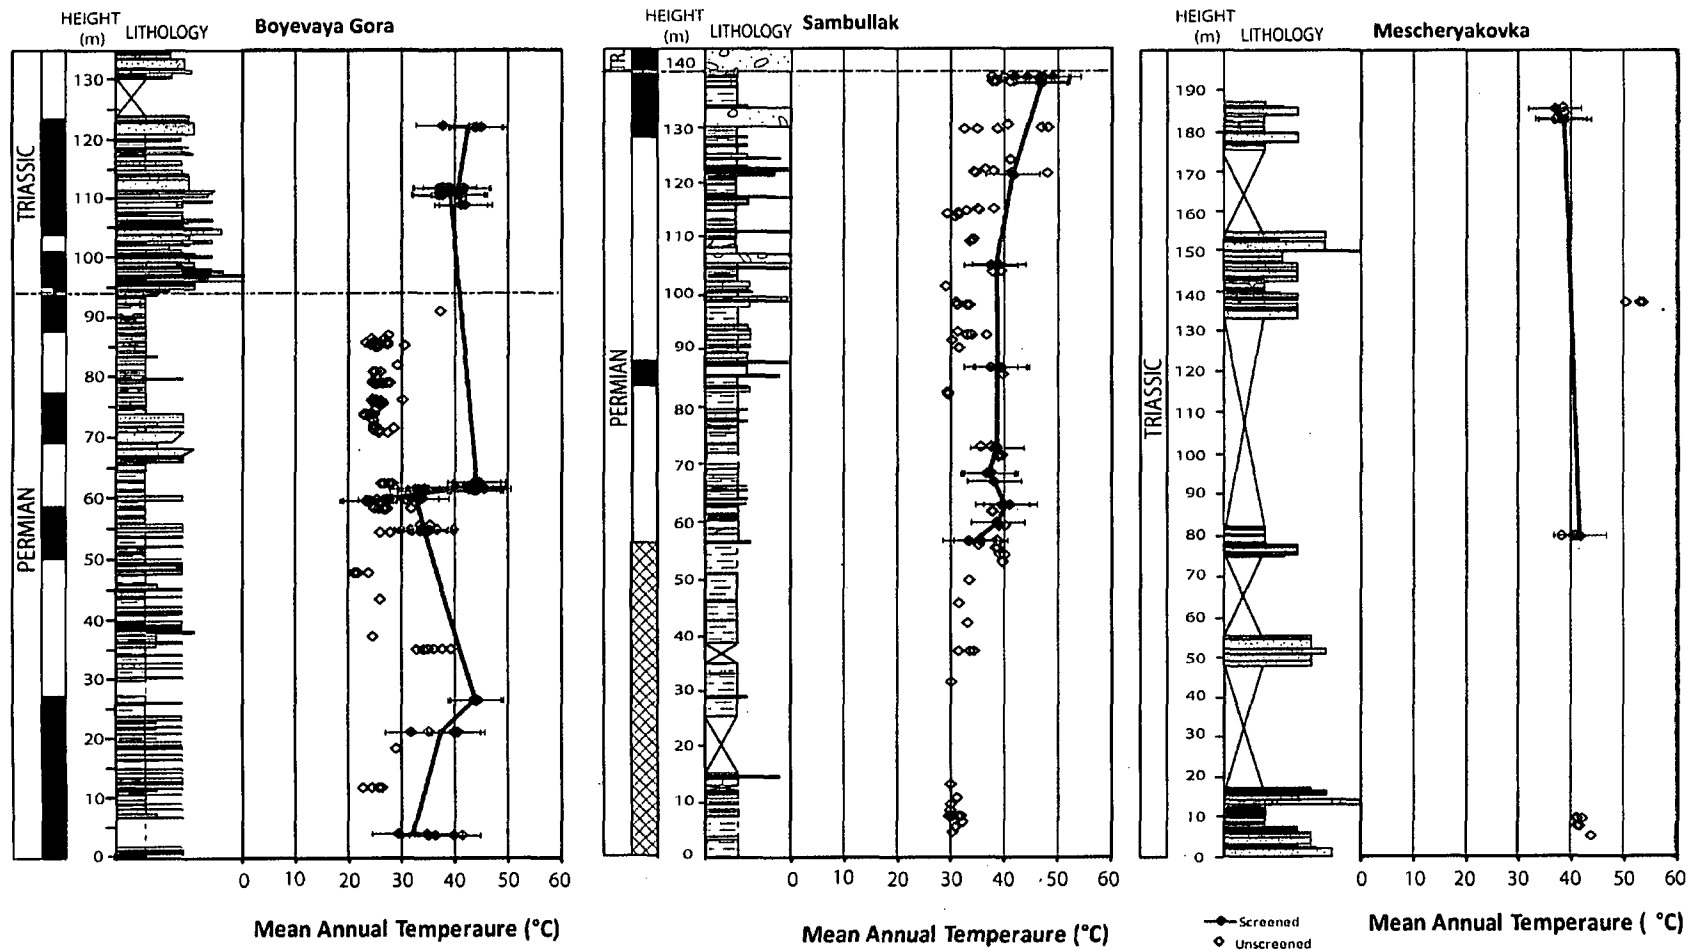 HEIGHT
(m)
LITHOLOGY
Boyevaya Gora
TRIASSIC
PERMIAN
130
120
110
100
90
80
70
60
50
40
30
20
10
0
0 10 20 30 40 50 60
Mean Annual Temperaure (°C)
HEIGHT
(m)
LITHOLOGY
Sambullak
TR.
PERMIAN
140
130
120
110
100
90
80
70
60
50
40
30
20
10
0
0 10 20 30 40 50 60
Mean Annual Temperaure (°C)
HEIGHT
(m)
LITHOLOGY
Mescheryakovka
TRIASSIC
190
180
170
160
150
140
130
120
110
100
90
80
70
60
50
40
30
20
10
0
0 10 20 30 40 50 60
Screened
Unscreened
Mean Annual Temperaure ( °C)